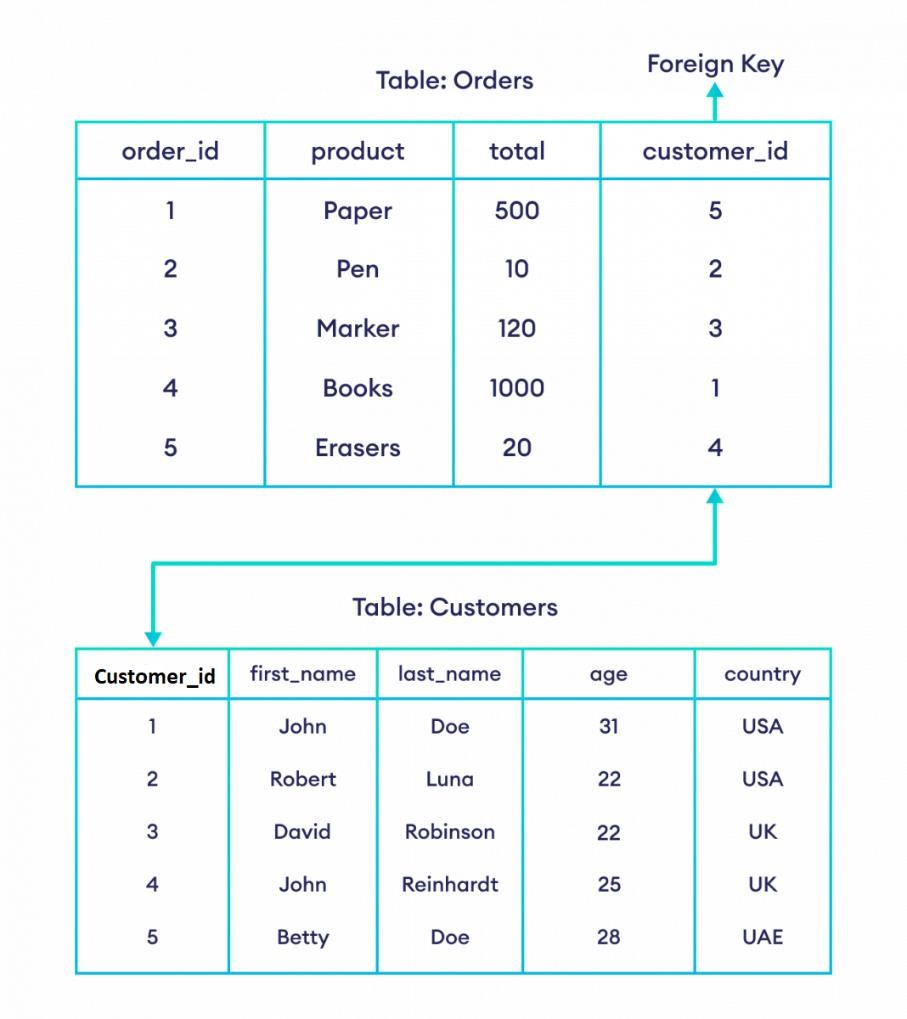 Foreign Key
Table: Orders
order_id product total customer_id
1 Paper 500 5
2 Pen 10 2
3 Marker 120 3
4 Books 1000 1
5 Erasers 20 4
Table: Customers
Customer_id first_name last_name age country
1 John Doe 31 USA
2 Robert Luna 22 USA
3 David Robinson 22 UK
4 John Reinhardt 25 UK
5 Betty Doe 28 UAE